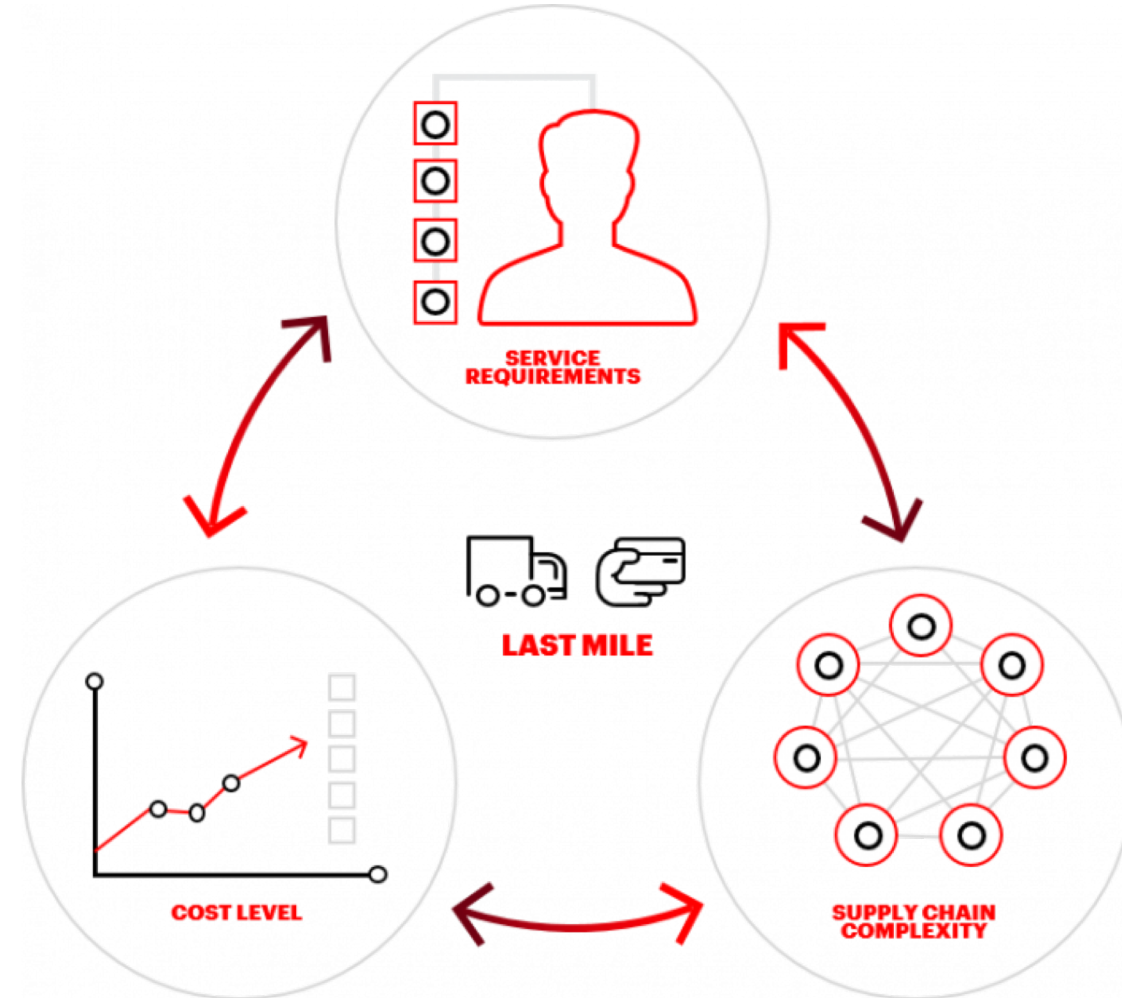 SERVICE
REQUIREMENTS
LAST MILE
COST LEVEL
SUPPLY CHAIN
COMPLEXITY